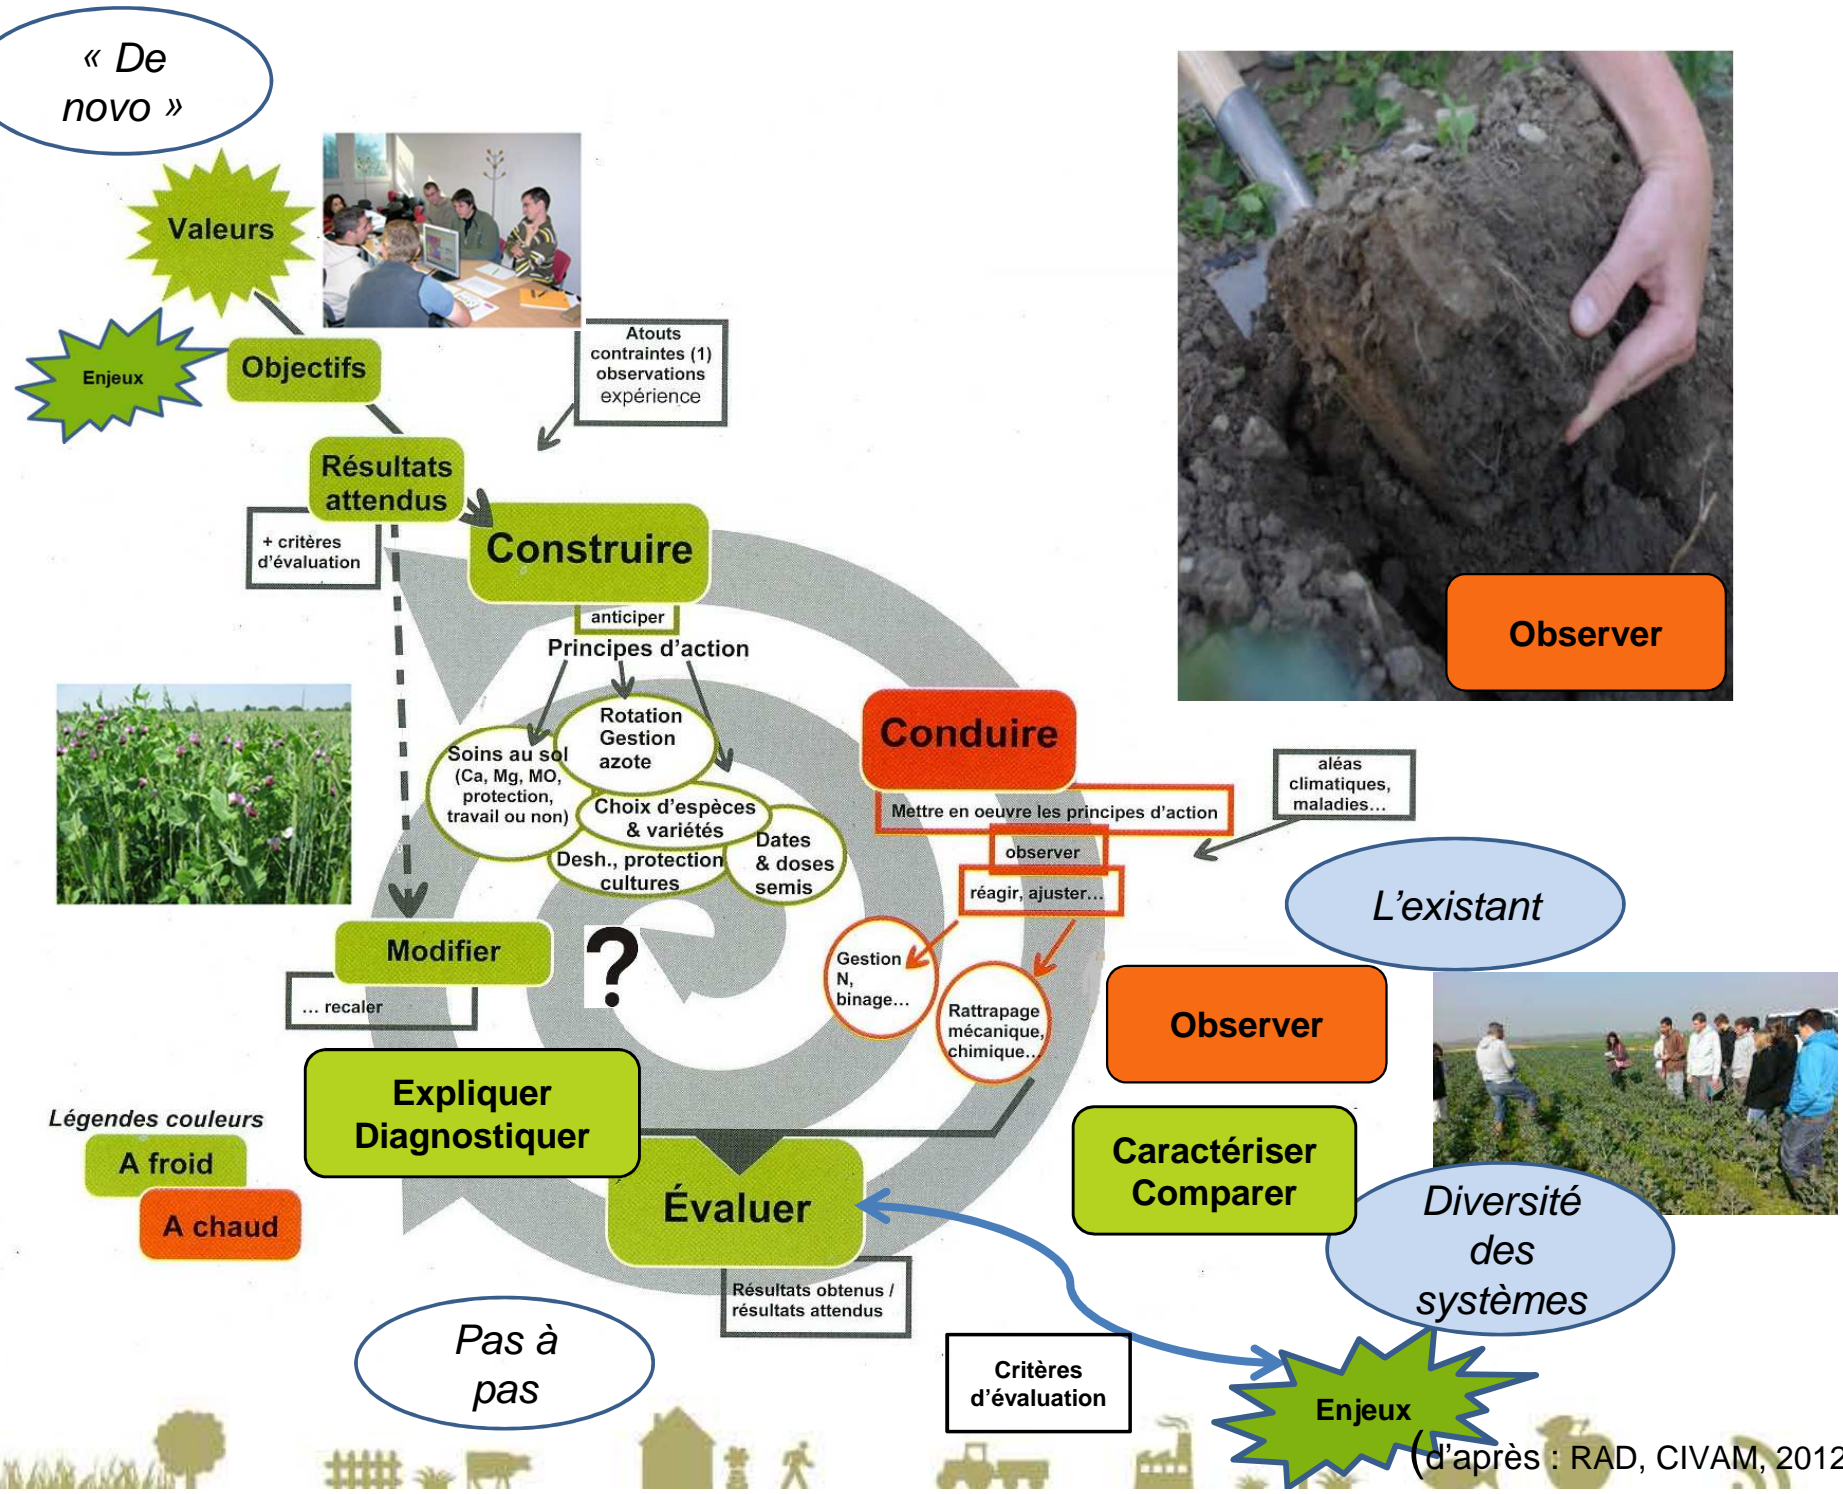 « De
novo »
Valeurs
Enjeux
Objectifs
Atouts
contraintes (1)
observations
expérience
Résultats
attendus
+ critères
d'évaluation
Construire
anticiper
Principes d'action
Rotation
Gestion
azote
Soins au sol
(Ca, Mg, MO,
protection,
travail ou non)
Choix d'espèces
& variétés
Desh., protection
cultures
Dates
& doses
semis
Observer
Conduire
Mettre en oeuvre les principes d'action
observer
réagir, ajuster...
aléas
climatiques,
maladies...
L'existant
Gestion
N,
binage...
Rattrapage
mécanique,
chimique...
Modifier
... recaler
?
Observer
Expliquer
Diagnostiquer
Caractériser
Comparer
Légendes couleurs
A froid
A chaud
Évaluer
Résultats obtenus /
résultats attendus
Diversité
des
systèmes
Pas à
pas
Critères
d'évaluation
Enjeux
(d'après : RAD, CIVAM, 2012